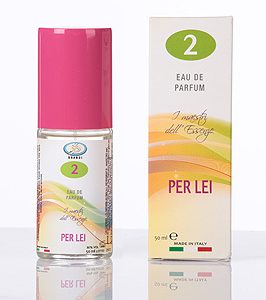 2
EAU DE
PARFUM
I maestri
dell'Essenze
PER LEI
2
EAU DE
PARFUM
I maestri
dell'Essenze
PER LEI
50 ml e
MADE IN ITALY